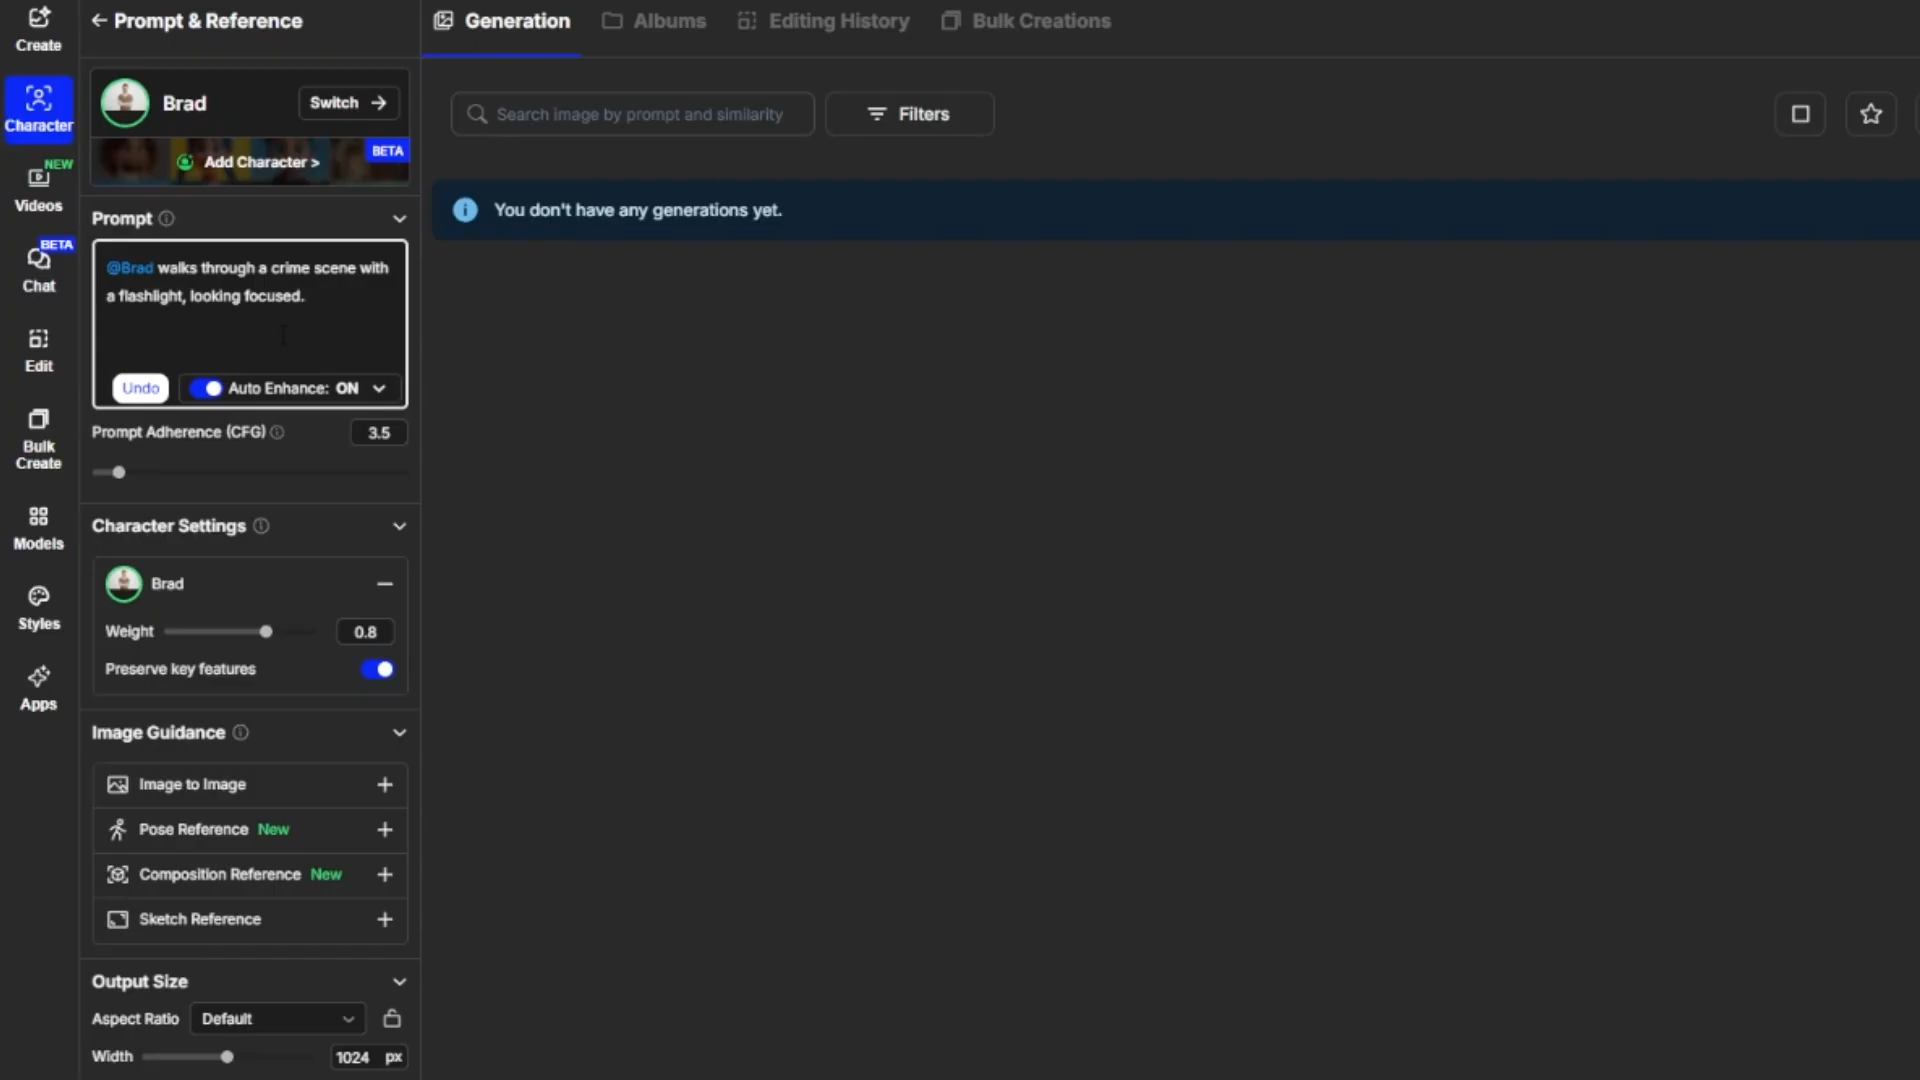 Create
Character
NEW
Videos
BETA
Chat
Edit
Bulk
Create
Models
Styles
Apps
Prompt & Reference
Brad
Switch
BETA
Add Character >
Prompt
@Brad walks through a crime scene with
a flashlight, looking focused.
Undo
Auto Enhance: ON
Prompt Adherence (CFG)
3.5
Character Settings
Brad
Weight
0.8
Preserve key features
Image Guidance
Image to Image
Pose Reference New
Composition Reference New
Sketch Reference
Output Size
Aspect Ratio
Default
Width
1024 px
Generation
Albums
Editing History
Bulk Creations
Search image by prompt and similarity
Filters
You don't have any generations yet.